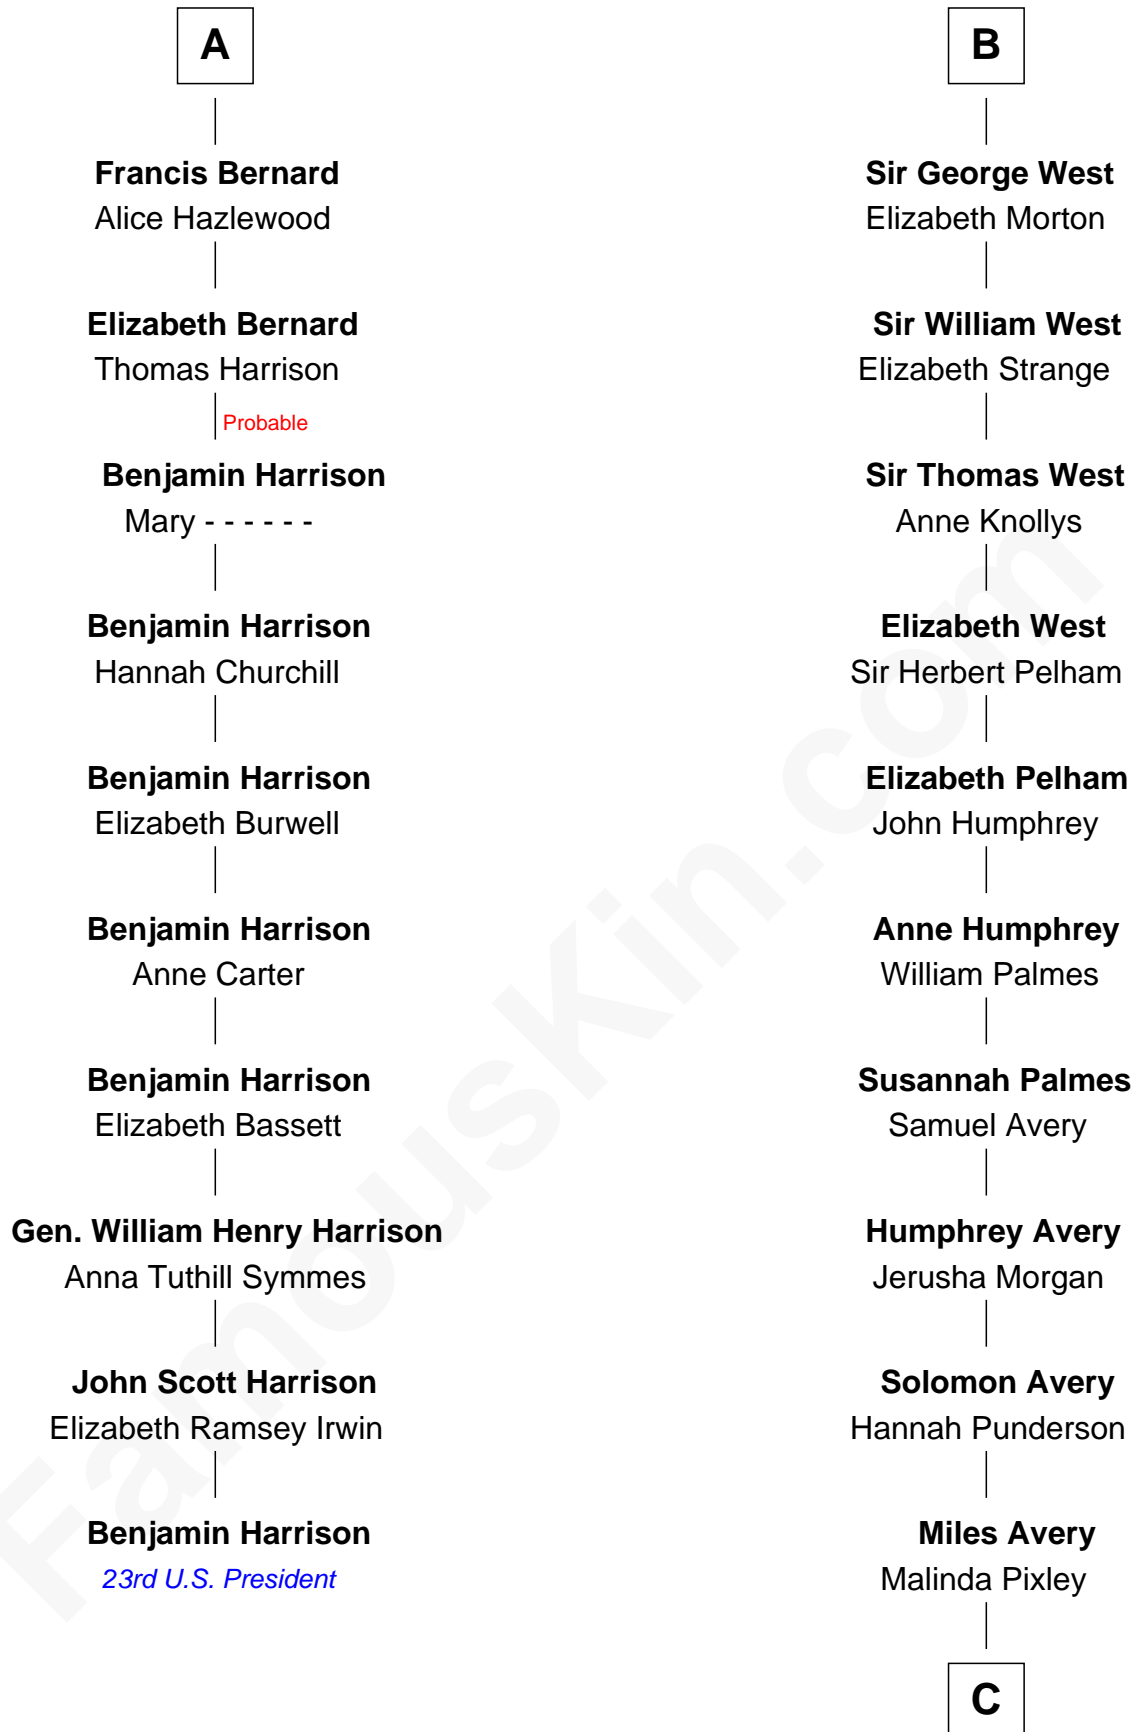 A
Francis Bernard
Alice Hazlewood
Elizabeth Bernard
Thomas Harrison
Probable
Benjamin Harrison
Mary - - - - - -
Benjamin Harrison
Hannah Churchill
Benjamin Harrison
Elizabeth Burwell
Benjamin Harrison
Anne Carter
Benjamin Harrison
Elizabeth Bassett
Gen. William Henry Harrison
Anna Tuthill Symmes
John Scott Harrison
Elizabeth Ramsey Irwin
Benjamin Harrison
23rd U.S. President
B
Sir George West
Elizabeth Morton
Sir William West
Elizabeth Strange
Sir Thomas West
Anne Knollys
Elizabeth West
Sir Herbert Pelham
Elizabeth Pelham
John Humphrey
Anne Humphrey
William Palmes
Susannah Palmes
Samuel Avery
Humphrey Avery
Jerusha Morgan
Solomon Avery
Hannah Punderson
Miles Avery
Malinda Pixley
C
FamousKin.com